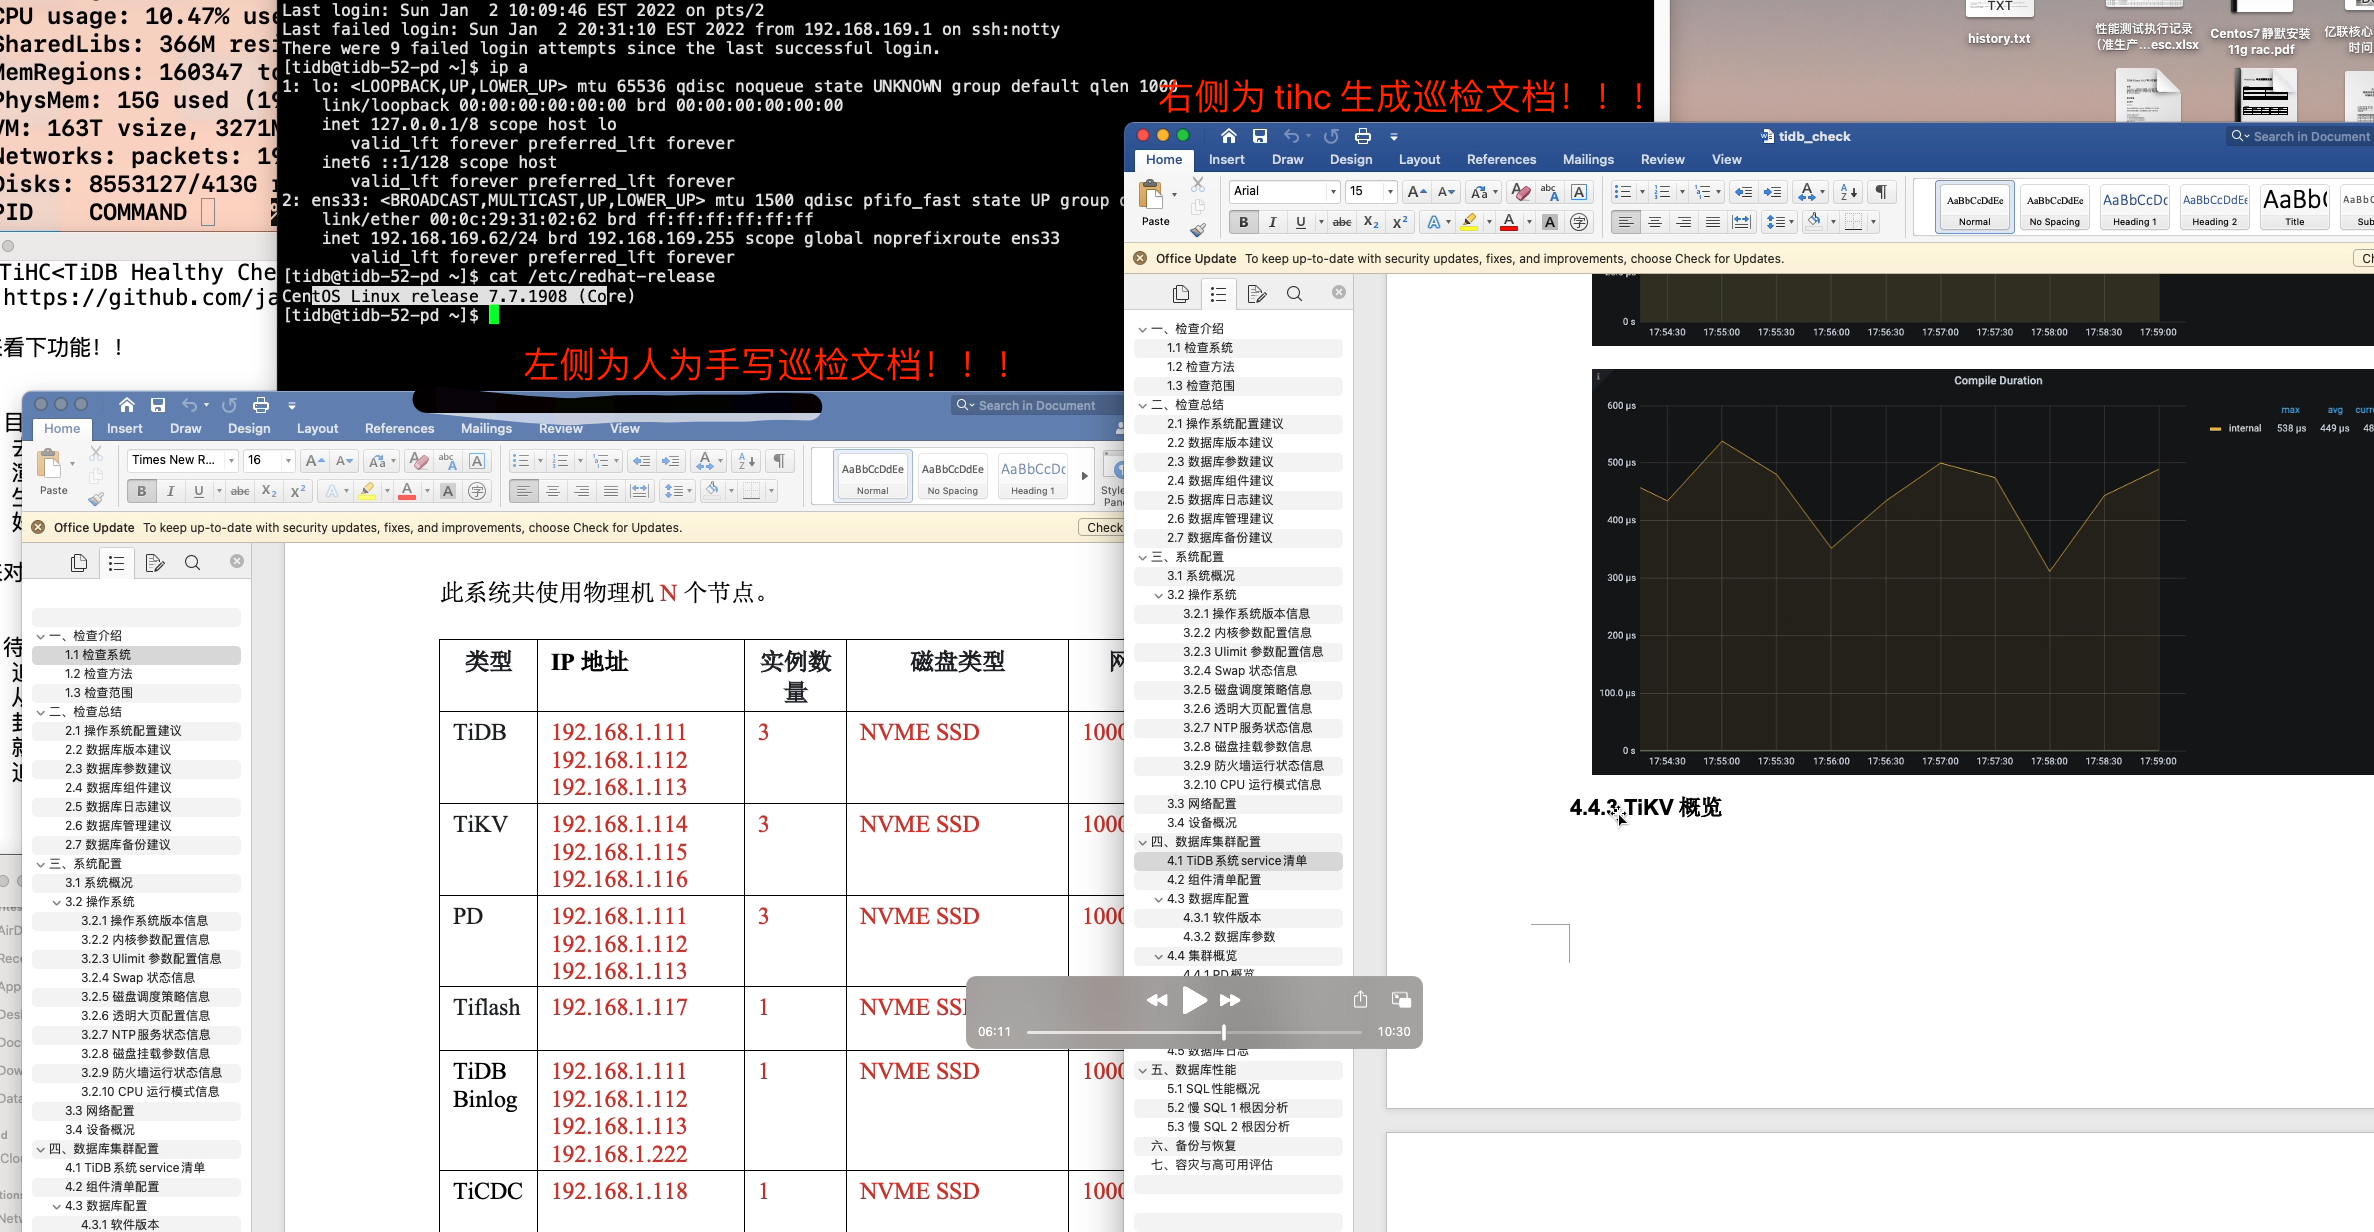 CPU usage: 10.47% use
SharedLibs: 366M resi
MemRegions: 160347 to
PhysMem: 15G used (19
VM: 163T vsize, 3271M
Networks: packets: 19
Disks: 8553127/413G
PID COMMAND
TiHC<TiDB Healthy Che
https://github.com/ja
看下功能！！
Last login: Sun Jan  2 10:09:46 EST 2022 on pts/2
Last failed login: Sun Jan  2 20:31:10 EST 2022 from 192.168.169.1 on ssh:notty
There were 9 failed login attempts since the last successful login.
[tidb@tidb-52-pd ~]$ ip a
1: lo: <LOOPBACK,UP,LOWER_UP> mtu 65536 qdisc noqueue state UNKNOWN group default qlen 1000
link/loopback 00:00:00:00:00:00 brd 00:00:00:00:00:00
inet 127.0.0.1/8 scope host lo
valid_lft forever preferred_lft forever
inet6 ::1/128 scope host
valid_lft forever preferred_lft forever
2: ens33: <BROADCAST,MULTICAST,UP,LOWER_UP> mtu 1500 qdisc pfifo_fast state UP group
link/ether 00:0c:29:31:02:62 brd ff:ff:ff:ff:ff:ff
inet 192.168.169.62/24 brd 192.168.169.255 scope global noprefixroute ens33
valid_lft forever preferred_lft forever
[tidb@tidb-52-pd ~]$ cat /etc/redhat-release
CentOS Linux release 7.7.1908 (Core)
[tidb@tidb-52-pd ~]$
右侧为 tihc 生成巡检文档！！！
左侧为人为手写巡检文档！！！
TXT
history.txt
性能测试执行记录
（准生产...esc.xlsx
Centos7静默安装
11g rac.pdf
亿联核心
时间
Search in Document
Home Insert Draw Design Layout References Mailings Review View
Paste
Times New R... 16
AaBbCcDdEe AaBbCcDdEe AaBbCcDc
Normal No Spacing Heading 1
Office Update To keep up-to-date with security updates, fixes, and improvements, choose Check for Updates.
Check
一、检查介绍
1.1 检查系统
1.2 检查方法
1.3 检查范围
二、检查总结
2.1 操作系统配置建议
2.2 数据库版本建议
2.3 数据库参数建议
2.4 数据库组件建议
2.5 数据库日志建议
2.6 数据库管理建议
2.7 数据库备份建议
三、系统配置
3.1 系统概况
3.2 操作系统
3.2.1 操作系统版本信息
3.2.2 内核参数配置信息
3.2.3 Ulimit 参数配置信息
3.2.4 Swap 状态信息
3.2.5 磁盘调度策略信息
3.2.6 透明大页配置信息
3.2.7 NTP服务状态信息
3.2.8 磁盘挂载参数信息
3.2.9 防火墙运行状态信息
3.2.10 CPU 运行模式信息
3.3 网络配置
3.4 设备概况
四、数据库集群配置
4.1 TiDB系统service清单
4.2 组件清单配置
4.3 数据库配置
4.3.1 软件版本
此系统共使用物理机 N 个节点。
类型 IP 地址 实例数量 磁盘类型
TiDB 192.168.1.111 3 NVME SSD 1000
192.168.1.112
192.168.1.113
TiKV 192.168.1.114 3 NVME SSD 1000
192.168.1.115
192.168.1.116
PD 192.168.1.111 3 NVME SSD 1000
192.168.1.112
192.168.1.113
Tiflash 192.168.1.117 1 NVME SSD
TiDB 192.168.1.111 1 NVME SSD 1000
Binlog 192.168.1.112
192.168.1.113
192.168.1.222
TiCDC 192.168.1.118 1 NVME SSD 1000
tidb_check
Search in Document
Home Insert Draw Design Layout References Mailings Review View
Paste
Arial 15
AaBbCcDdEe AaBbCcDdEe AaBbCcDc AaBbCcDdEe AaBb(
Normal No Spacing Heading 1 Heading 2 Title Sub
Office Update To keep up-to-date with security updates, fixes, and improvements, choose Check for Updates.
一、检查介绍
1.1 检查系统
1.2 检查方法
1.3 检查范围
二、检查总结
2.1 操作系统配置建议
2.2 数据库版本建议
2.3 数据库参数建议
2.4 数据库组件建议
2.5 数据库日志建议
2.6 数据库管理建议
2.7 数据库备份建议
三、系统配置
3.1 系统概况
3.2 操作系统
3.2.1 操作系统版本信息
3.2.2 内核参数配置信息
3.2.3 Ulimit 参数配置信息
3.2.4 Swap 状态信息
3.2.5 磁盘调度策略信息
3.2.6 透明大页配置信息
3.2.7 NTP服务状态信息
3.2.8 磁盘挂载参数信息
3.2.9 防火墙运行状态信息
3.2.10 CPU 运行模式信息
3.3 网络配置
3.4 设备概况
四、数据库集群配置
4.1 TiDB系统service清单
4.2 组件清单配置
4.3 数据库配置
4.3.1 软件版本
4.3.2 数据库参数
4.4 集群概览
4.4.1 PD概览
4.5 数据库日志
五、数据库性能
5.1 SQL性能概况
5.2 慢 SQL 1 根因分析
5.3 慢 SQL 2 根因分析
六、备份与恢复
七、容灾与高可用评估
0 s
17:54:30 17:55:00 17:55:30 17:56:00 17:56:30 17:57:00 17:57:30 17:58:00 17:58:30 17:59:00
Compile Duration
max avg curr
internal 538 µs 449 µs 48
600 µs
500 µs
400 µs
300 µs
200 µs
100.0 µs
0 s
17:54:30 17:55:00 17:55:30 17:56:00 17:56:30 17:57:00 17:57:30 17:58:00 17:58:30 17:59:00
4.4.3 TiKV 概览
06:11 10:30